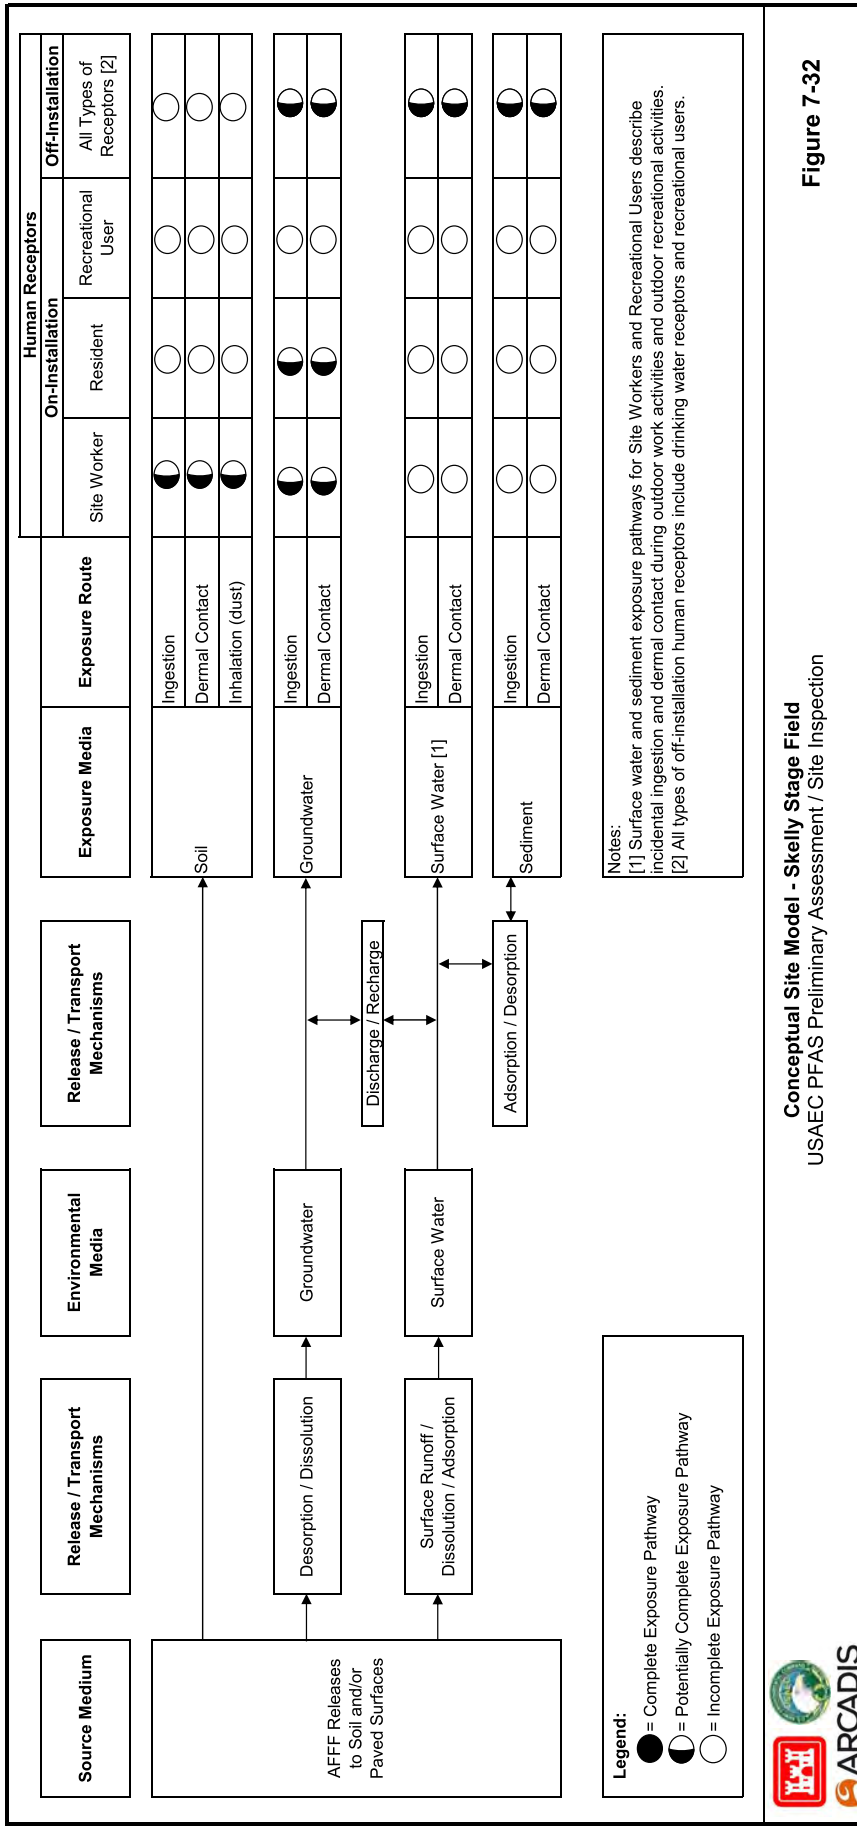 Source Medium
Release / Transport
Mechanisms
Environmental
Media
Release / Transport
Mechanisms
Exposure Media
Exposure Route
Human Receptors
On-Installation
Off-Installation
Site Worker
Resident
Recreational
User
All Types of
Receptors [2]
AFFF Releases
to Soil and/or
Paved Surfaces
Soil
Ingestion
Dermal Contact
Inhalation (dust)
Desorption / Dissolution
Groundwater
Groundwater
Ingestion
Dermal Contact
Discharge / Recharge
Surface Runoff /
Dissolution / Adsorption
Surface Water
Surface Water [1]
Ingestion
Dermal Contact
Adsorption / Desorption
Sediment
Ingestion
Dermal Contact
Legend:
= Complete Exposure Pathway
= Potentially Complete Exposure Pathway
= Incomplete Exposure Pathway
Notes:
[1] Surface water and sediment exposure pathways for Site Workers and Recreational Users describe
incidental ingestion and dermal contact during outdoor work activities and outdoor recreational activities.
[2] All types of off-installation human receptors include drinking water receptors and recreational users.
ARCADIS
Conceptual Site Model - Skelly Stage Field
USAEC PFAS Preliminary Assessment / Site Inspection
Figure 7-32